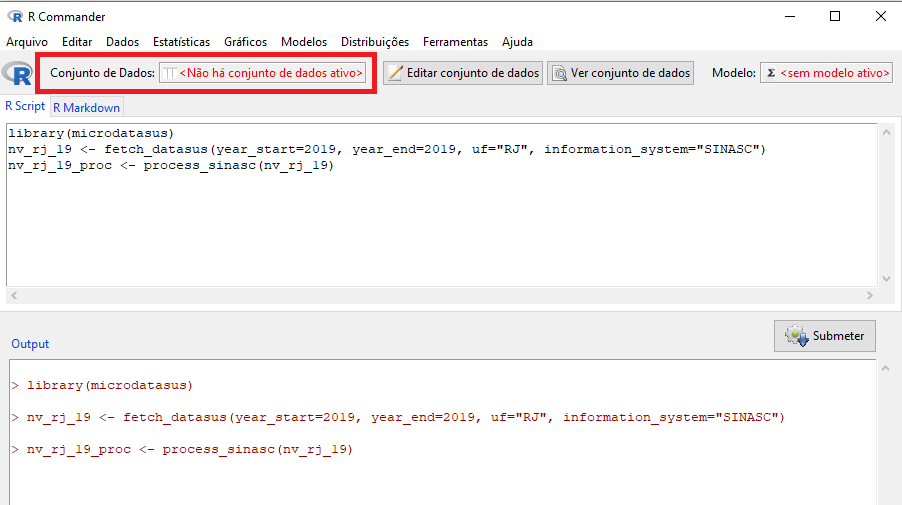 R Commander
Arquivo Editar Dados Estatísticas Gráficos Modelos Distribuições Ferramentas Ajuda
R Conjunto de Dados: <Não há conjunto de dados ativo> Editar conjunto de dados Ver conjunto de dados Modelo: Σ <sem modelo ativo>
R Script R Markdown
library(microdatasus)
nv_rj_19 <- fetch_datasus(year_start=2019, year_end=2019, uf="RJ", information_system="SINASC")
nv_rj_19_proc <- process_sinasc(nv_rj_19)
Output Submeter
> library(microdatasus)
> nv_rj_19 <- fetch_datasus(year_start=2019, year_end=2019, uf="RJ", information_system="SINASC")
> nv_rj_19_proc <- process_sinasc(nv_rj_19)